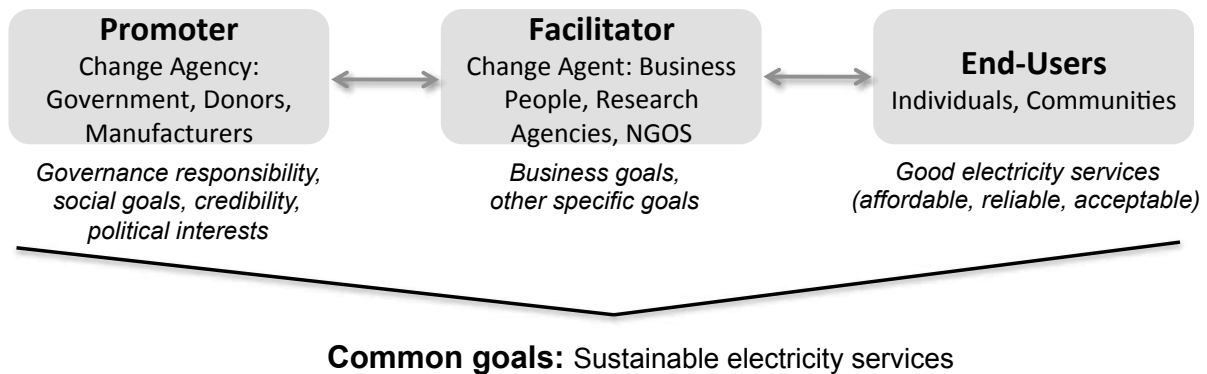 Promoter
Change Agency:
Government, Donors,
Manufacturers
Governance responsibility,
social goals, credibility,
political interests
Facilitator
Change Agent: Business
People, Research
Agencies, NGOS
Business goals,
other specific goals
End-Users
Individuals, Communities
Good electricity services
(affordable, reliable, acceptable)
Common goals: Sustainable electricity services